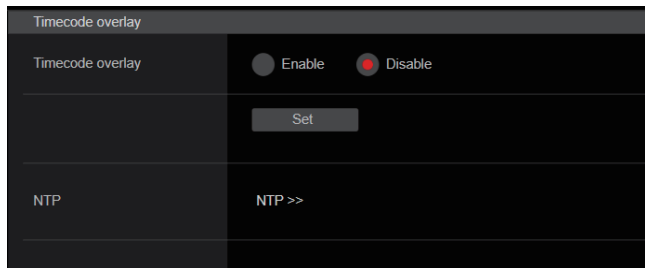 Timecode overlay
Timecode overlay Enable Disable
Set
NTP NTP >>